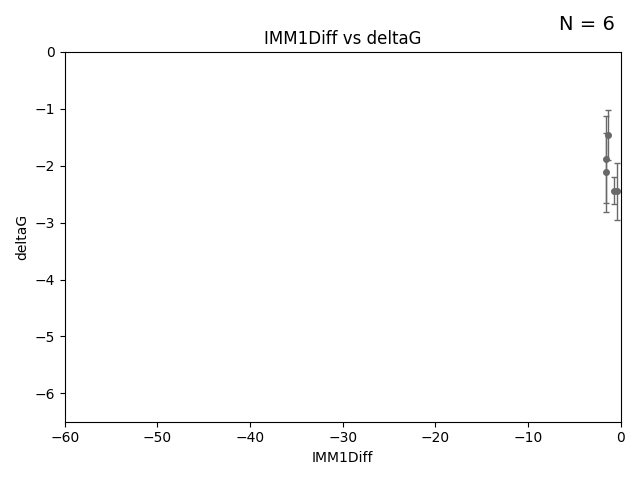 N = 6
IMM1Diff vs deltaG
0
−1
−2
−3
−4
−5
−6
deltaG
−60 −50 −40 −30 −20 −10 0
IMM1Diff